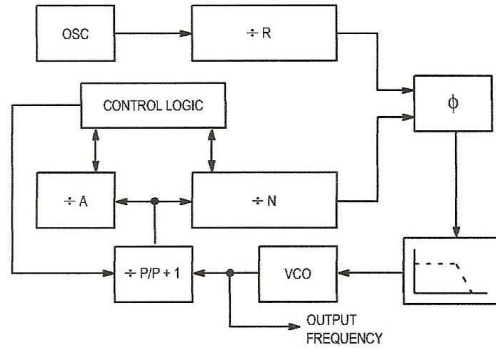 OSC
÷ R
CONTROL LOGIC
ϕ
÷ A
÷ N
÷ P/P + 1
VCO
OUTPUT
FREQUENCY